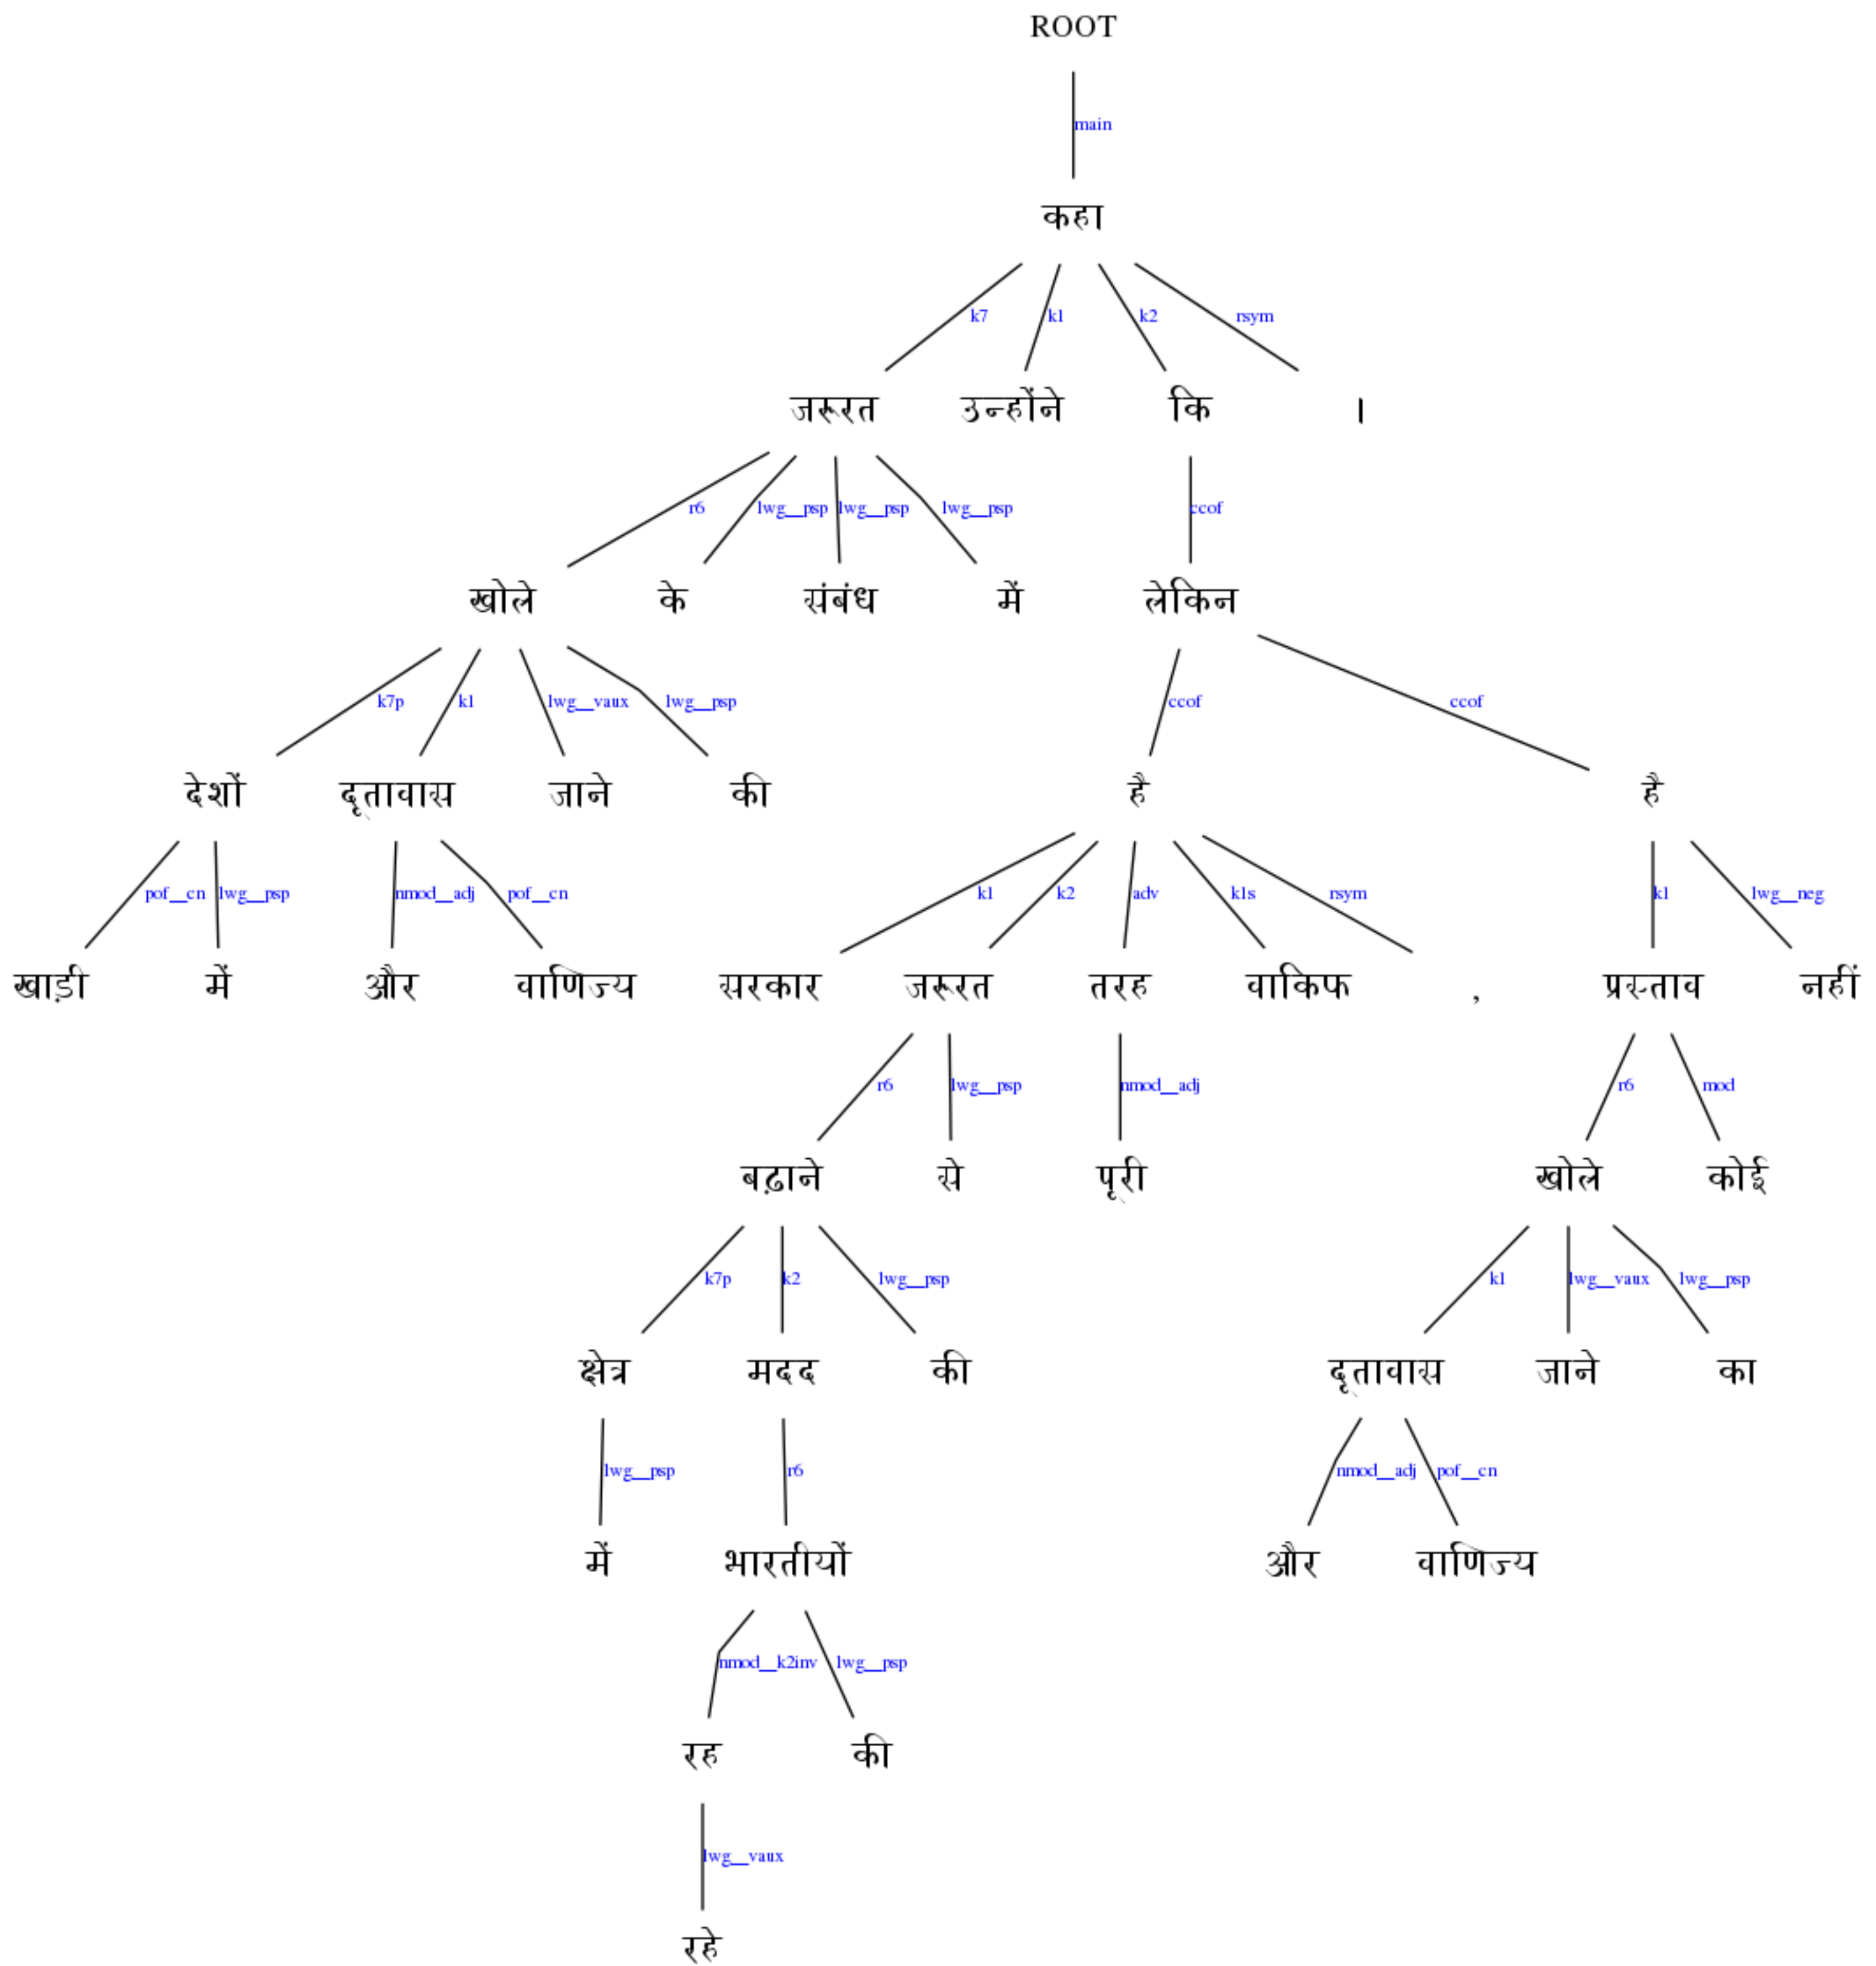 ROOT
main
कहा
k7 k1 k2 rsym
जरूरत उन्होंने कि ।
r6 lwg__psp lwg__psp lwg__psp ccof
खोले के संबंध में लेकिन
k7p k1 lwg__vaux lwg__psp ccof ccof
देशों दूतावास जाने की है है
pof__cn lwg__psp nmod__adj pof__cn k1 k2 adv k1s rsym k1 lwg__neg
खाड़ी में और वाणिज्य सरकार जरूरत तरह वाकिफ , प्रस्ताव नहीं
r6 lwg__psp nmod__adj r6 mod
बढ़ाने से पूरी खोले कोई
k7p k2 lwg__psp k1 lwg__vaux lwg__psp
क्षेत्र मदद की दूतावास जाने का
lwg__psp r6 nmod__adj pof__cn
में भारतीयों और वाणिज्य
nmod__k2inv lwg__psp
रह की
lwg__vaux
रहे